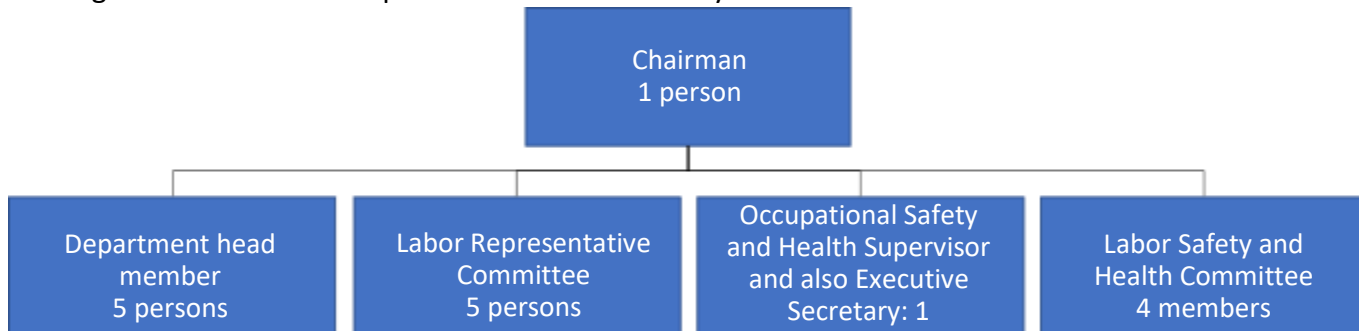 Chairman
1 person
Department head
member
5 persons
Labor Representative
Committee
5 persons
Occupational Safety
and Health Supervisor
and also Executive
Secretary: 1
Labor Safety and
Health Committee
4 members